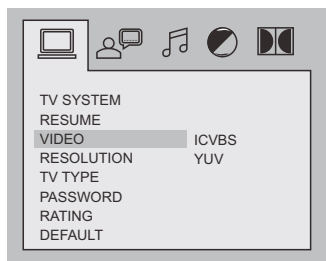 TV SYSTEM
RESUME
VIDEO ICVBS
RESOLUTION YUV
TV TYPE
PASSWORD
RATING
DEFAULT